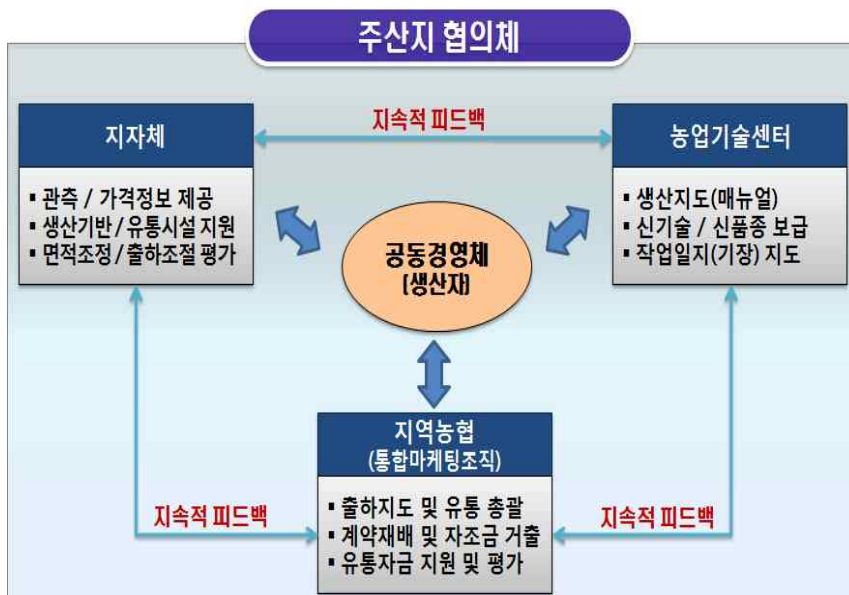 주산지 협의체
지속적 피드백
지자체
▪ 관측 / 가격정보 제공
▪ 생산기반 / 유통시설 지원
▪ 면적조정 / 출하조절 평가
농업기술센터
▪ 생산지도(매뉴얼)
▪ 신기술 / 신품종 보급
▪ 작업일지(기장) 지도
공동경영체
(생산자)
지역농협
(통합마케팅조직)
▪ 출하지도 및 유통 총괄
▪ 계약재배 및 자조금 거출
▪ 유통자금 지원 및 평가
지속적 피드백
지속적 피드백